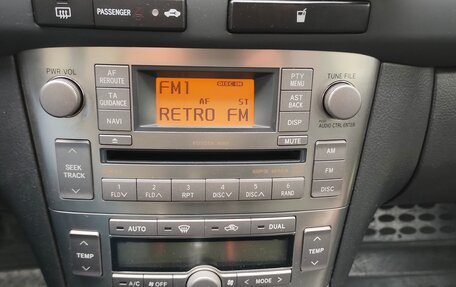 PASSENGER
PWR VOL
AF
REROUTE
TA
GUIDANCE
NAVI
FM1
DISC IN
AF
ST
RETRO FM
PTY
MENU
AST
BACK
DISP
MUTE
TUNE FILE
AUDIO CTRL ENTER
SEEK
TRACK
AM
FM
DISC
1
FLD
2
FLD
3
RPT
4
DISC
5
DISC
6
RAND
AUTO
DUAL
TEMP
TEMP
A/C
OFF
MODE